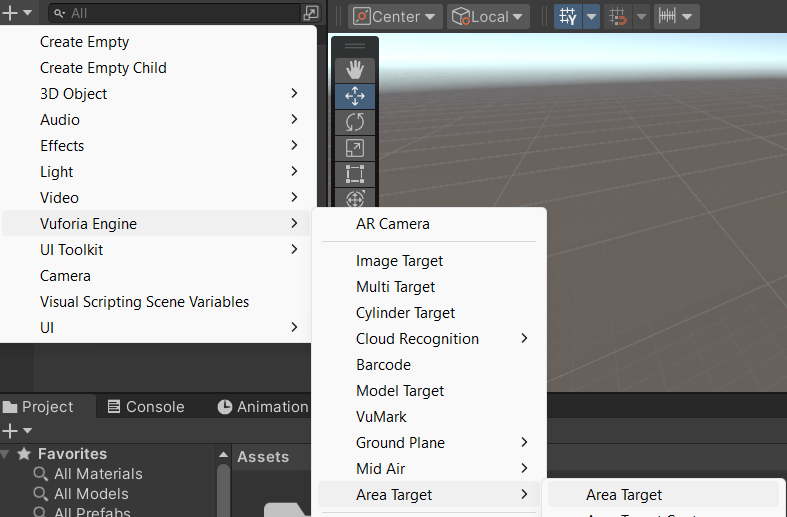 All
Center
Local
Create Empty
Create Empty Child
3D Object
Audio
Effects
Light
Video
Vuforia Engine
UI Toolkit
Camera
Visual Scripting Scene Variables
UI
AR Camera
Image Target
Multi Target
Cylinder Target
Cloud Recognition
Barcode
Model Target
VuMark
Ground Plane
Mid Air
Area Target
Area Target
Project
Console
Animation
Favorites
All Materials
All Models
All Prefabs
Assets